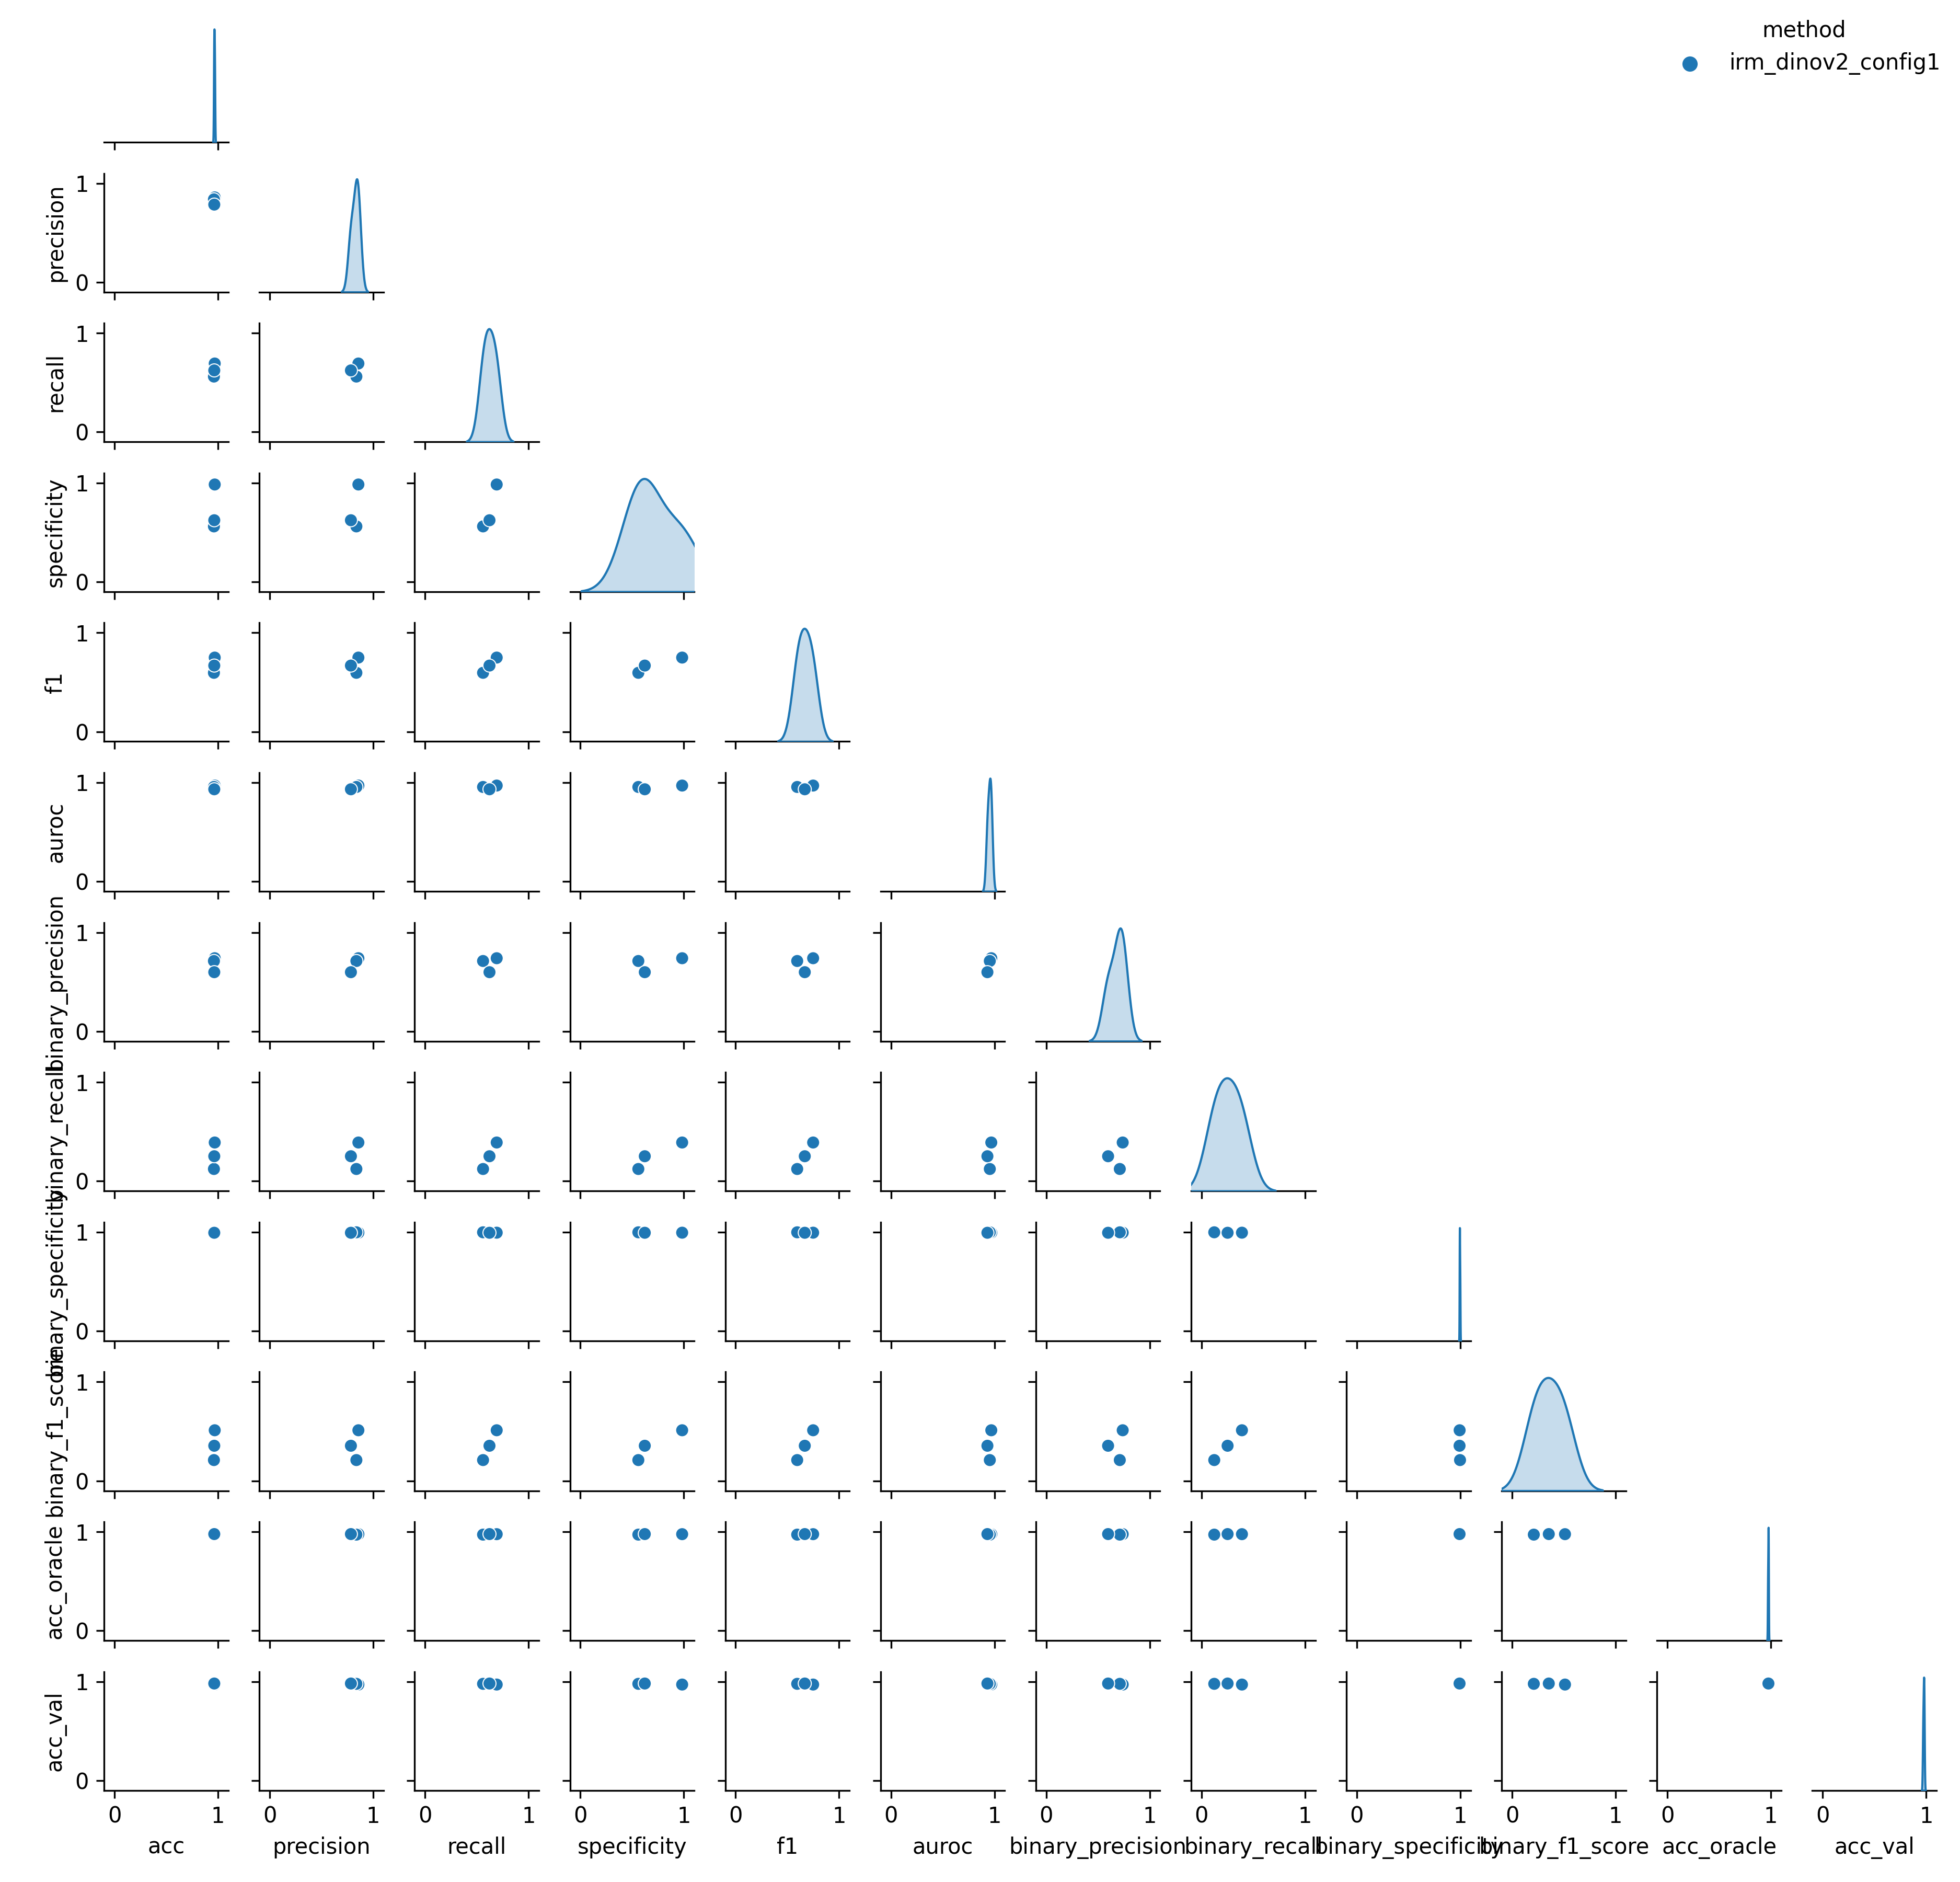 method
irm_dinov2_config1
1
precision
0
1
recall
0
1
specificity
0
1
f1
0
1
auroc
0
1
binary_precision
0
1
binary_recall
0
1
binary_specificity
0
1
binary_f1_score
0
1
acc_oracle
0
1
acc_val
0
0 1 0 1 0 1 0 1 0 1 0 1 0 1 0 1 0 1 0 1 0 1 0 1
acc precision recall specificity f1 auroc binary_precision binary_recall binary_specificity binary_f1_score acc_oracle acc_val